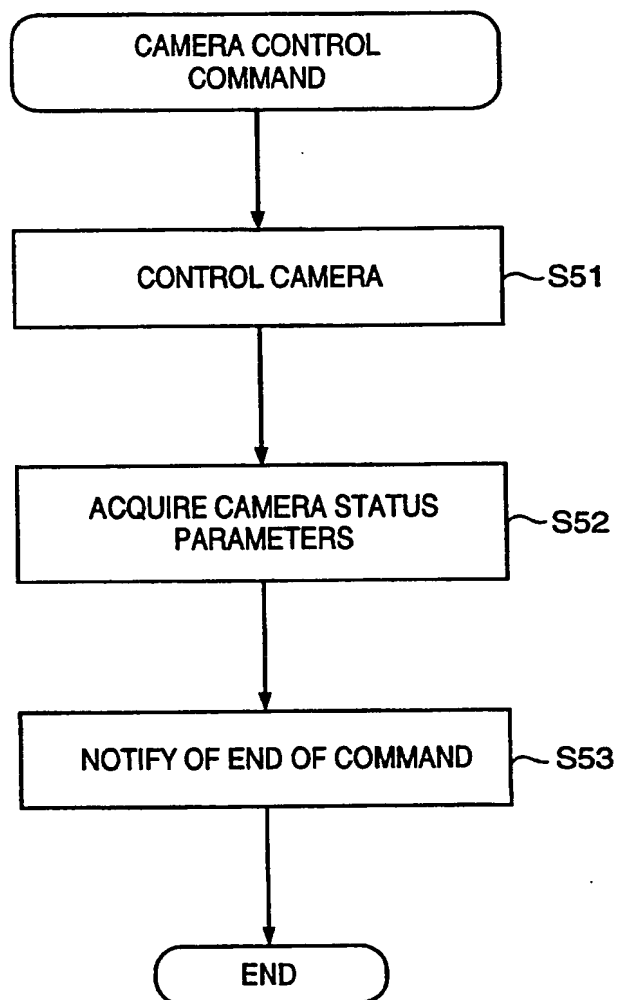 CAMERA CONTROL
COMMAND
CONTROL CAMERA
S51
ACQUIRE CAMERA STATUS
PARAMETERS
S52
NOTIFY OF END OF COMMAND
S53
END